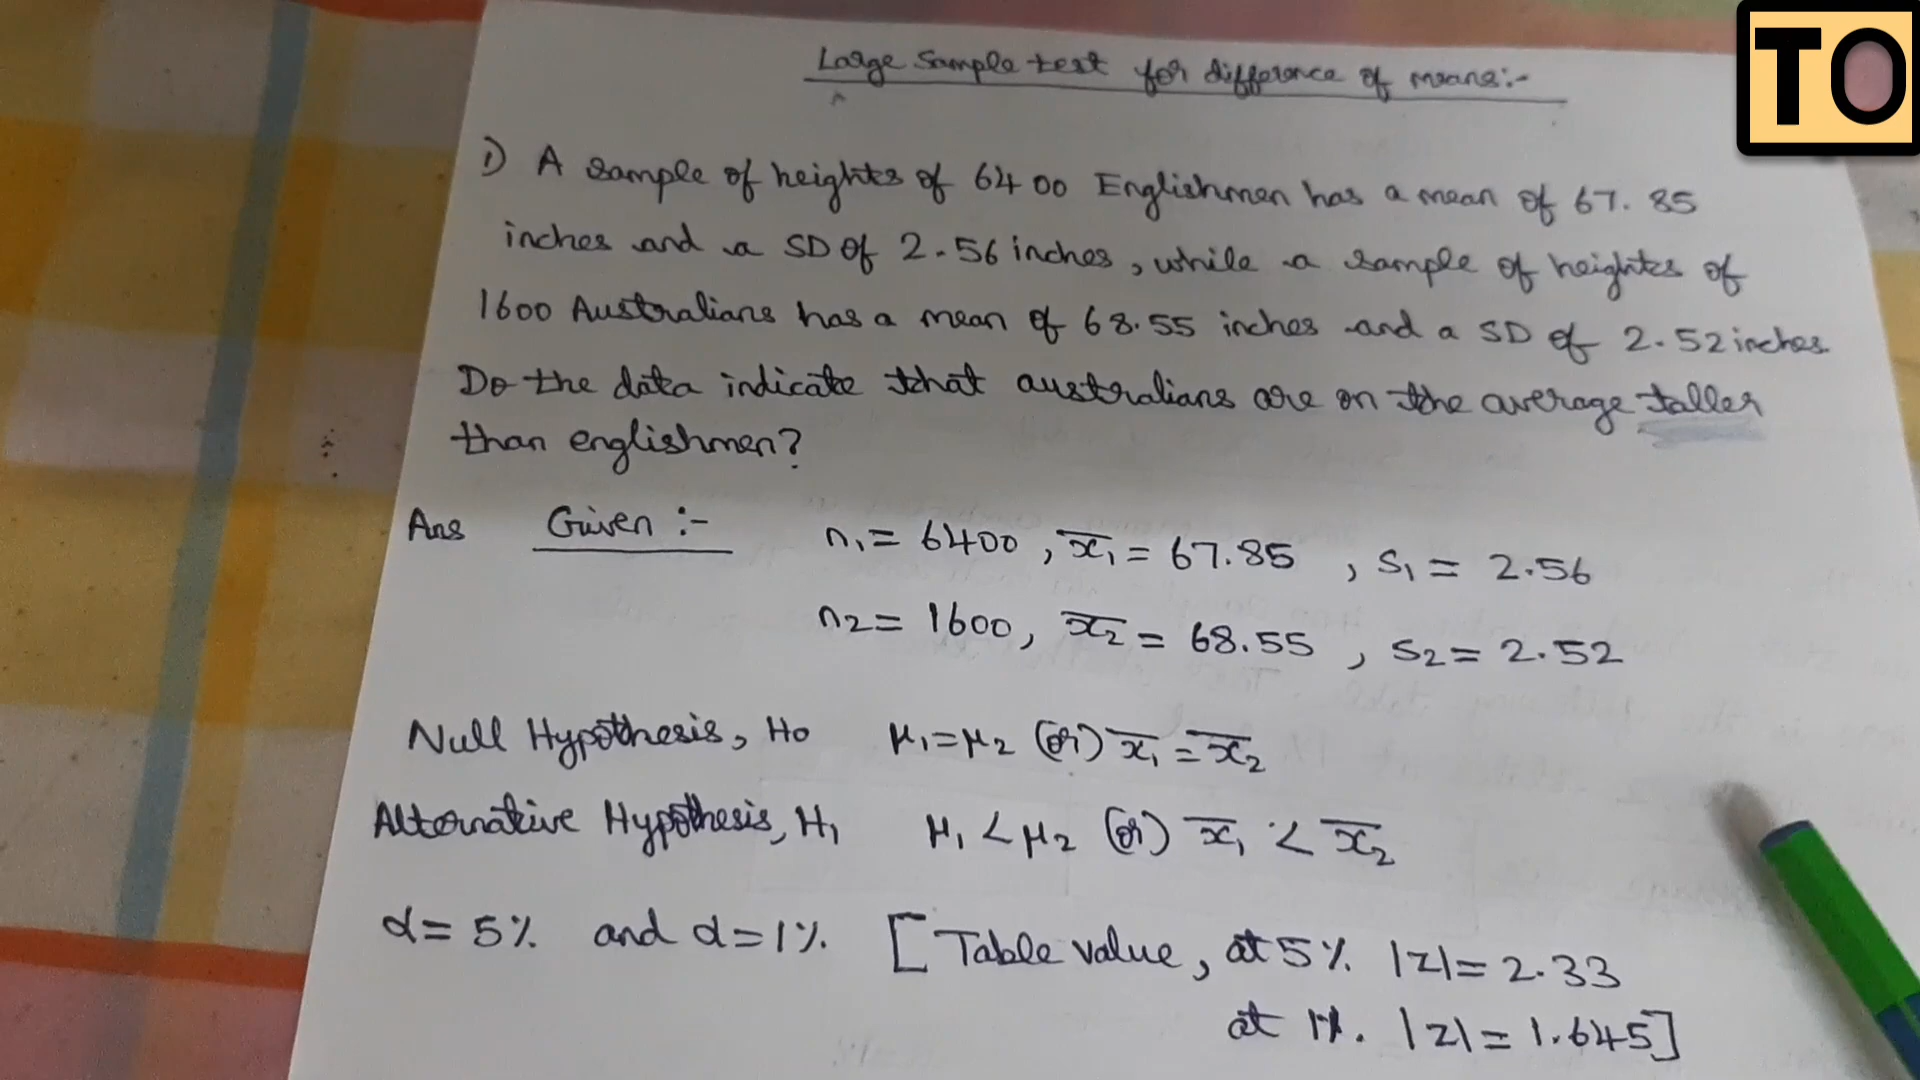 TO
Large Sample test for difference of means:-
1) A sample of heights of 6400 Englishmen has a mean of 67.85
inches and a SD of 2.56 inches, while a sample of heights of
1600 Australians has a mean of 68.55 inches and a SD of 2.52 inches.
Do the data indicate that australians are on the average taller
than englishmen?
Ans Given :- n₁ = 6400, x̄₁ = 67.85, s₁ = 2.56
n₂ = 1600, x̄₂ = 68.55, s₂ = 2.52
Null Hypothesis, H₀ μ₁=μ₂ (or) x̄₁ = x̄₂
Alternative Hypothesis, H₁ μ₁ < μ₂ (or) x̄₁ < x̄₂
α = 5% and α = 1% [Table value, at 5% |z| = 2.33
at 1%. |z| = 1.645]